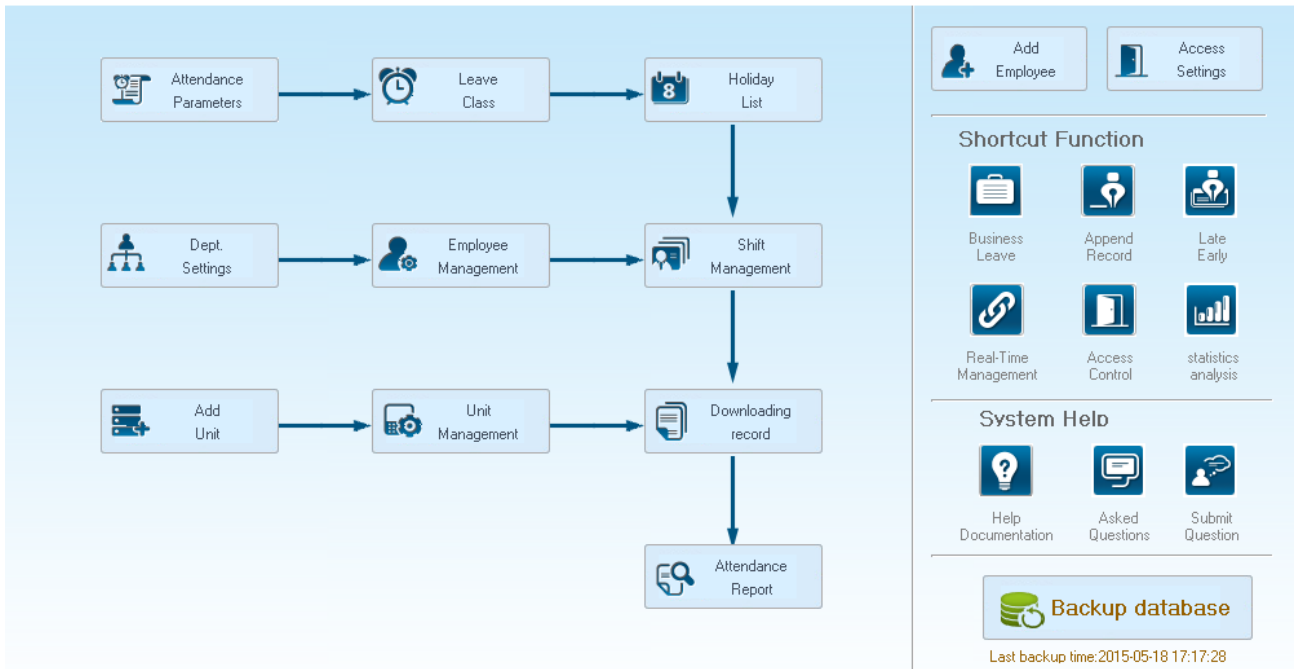 Attendance
Parameters
Leave
Class
8
Holiday
List
Dept.
Settings
Employee
Management
Shift
Management
Add
Unit
Unit
Management
Downloading
record
Attendance
Report
Add
Employee
Access
Settings
Shortcut Function
Business
Leave
Append
Record
Late
Early
Real-Time
Management
Access
Control
statistics
analysis
System Help
?
Help
Documentation
Asked
Questions
Submit
Question
Backup database
Last backup time:2015-05-18 17:17:28